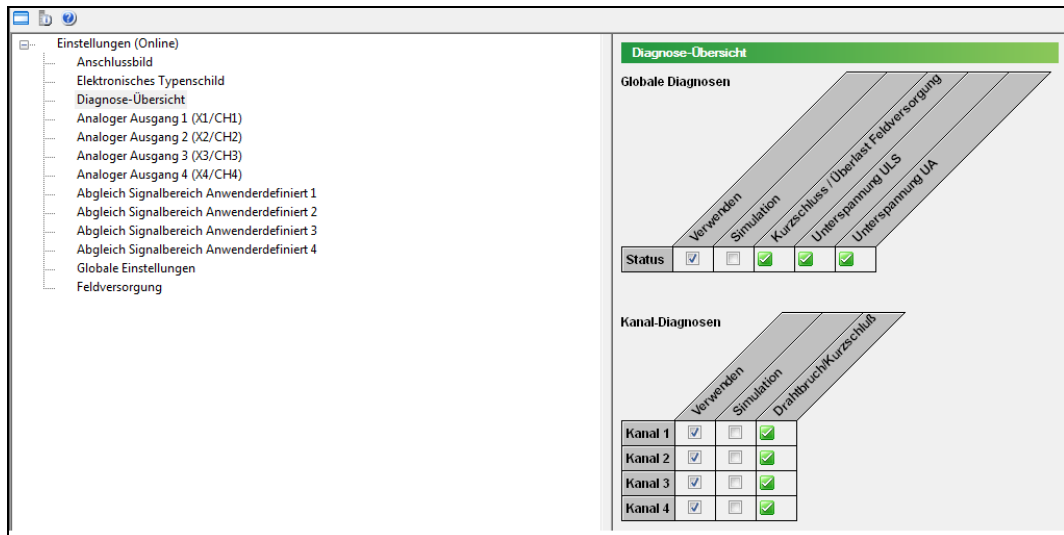 Einstellungen (Online)
Anschlussbild
Elektronisches Typenschild
Diagnose-Übersicht
Analoger Ausgang 1 (X1/CH1)
Analoger Ausgang 2 (X2/CH2)
Analoger Ausgang 3 (X3/CH3)
Analoger Ausgang 4 (X4/CH4)
Abgleich Signalbereich Anwenderdefiniert 1
Abgleich Signalbereich Anwenderdefiniert 2
Abgleich Signalbereich Anwenderdefiniert 3
Abgleich Signalbereich Anwenderdefiniert 4
Globale Einstellungen
Feldversorgung
Diagnose-Übersicht
Globale Diagnosen
Verwenden
Simulation
Kurzschluss / Überlast Feldversorgung
Unterspannung ULS
Unterspannung UA
Status
Kanal-Diagnosen
Verwenden
Simulation
Drahtbruch/Kurzschluß
Kanal 1
Kanal 2
Kanal 3
Kanal 4